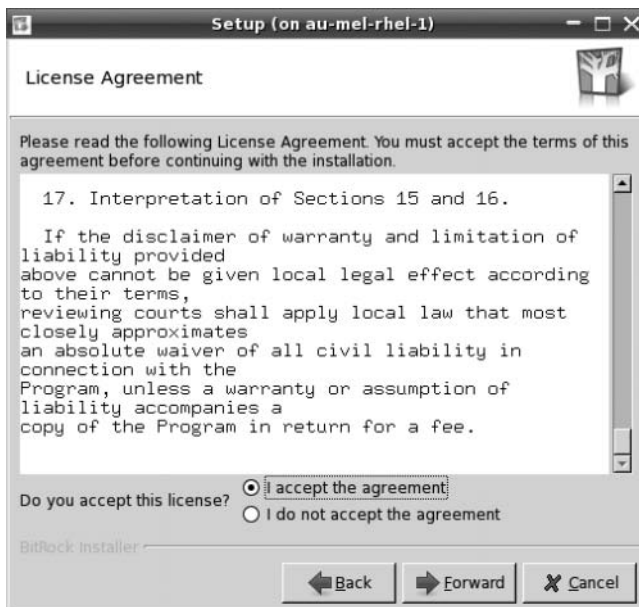 Setup (on au-mel-rhel-1)
License Agreement
Please read the following License Agreement. You must accept the terms of this
agreement before continuing with the installation.
17. Interpretation of Sections 15 and 16.
If the disclaimer of warranty and limitation of
liability provided
above cannot be given local legal effect according
to their terms,
reviewing courts shall apply local law that most
closely approximates
an absolute waiver of all civil liability in
connection with the
Program, unless a warranty or assumption of
liability accompanies a
copy of the Program in return for a fee.
Do you accept this license?
I accept the agreement
I do not accept the agreement
BitRock Installer
Back
Forward
Cancel